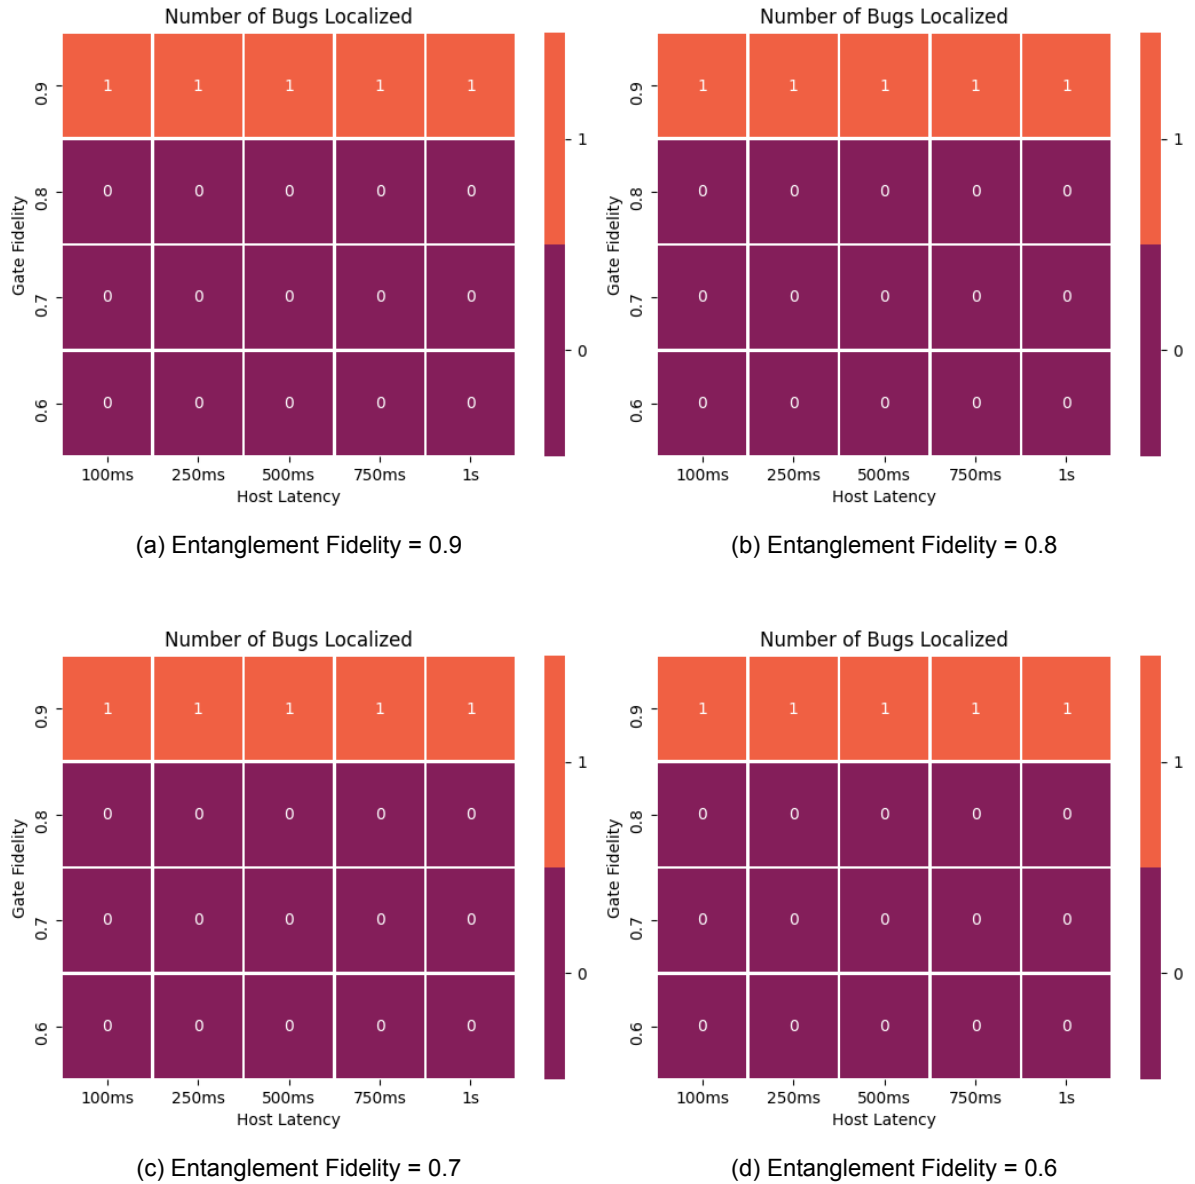 Number of Bugs Localized
0.9 1 1 1 1 1
1
0.8 0 0 0 0 0
Gate Fidelity
0.7 0 0 0 0 0
0
0.6 0 0 0 0 0
100ms 250ms 500ms 750ms 1s
Host Latency
(a) Entanglement Fidelity = 0.9
Number of Bugs Localized
0.9 1 1 1 1 1
1
0.8 0 0 0 0 0
Gate Fidelity
0.7 0 0 0 0 0
0
0.6 0 0 0 0 0
100ms 250ms 500ms 750ms 1s
Host Latency
(b) Entanglement Fidelity = 0.8
Number of Bugs Localized
0.9 1 1 1 1 1
1
0.8 0 0 0 0 0
Gate Fidelity
0.7 0 0 0 0 0
0
0.6 0 0 0 0 0
100ms 250ms 500ms 750ms 1s
Host Latency
(c) Entanglement Fidelity = 0.7
Number of Bugs Localized
0.9 1 1 1 1 1
1
0.8 0 0 0 0 0
Gate Fidelity
0.7 0 0 0 0 0
0
0.6 0 0 0 0 0
100ms 250ms 500ms 750ms 1s
Host Latency
(d) Entanglement Fidelity = 0.6